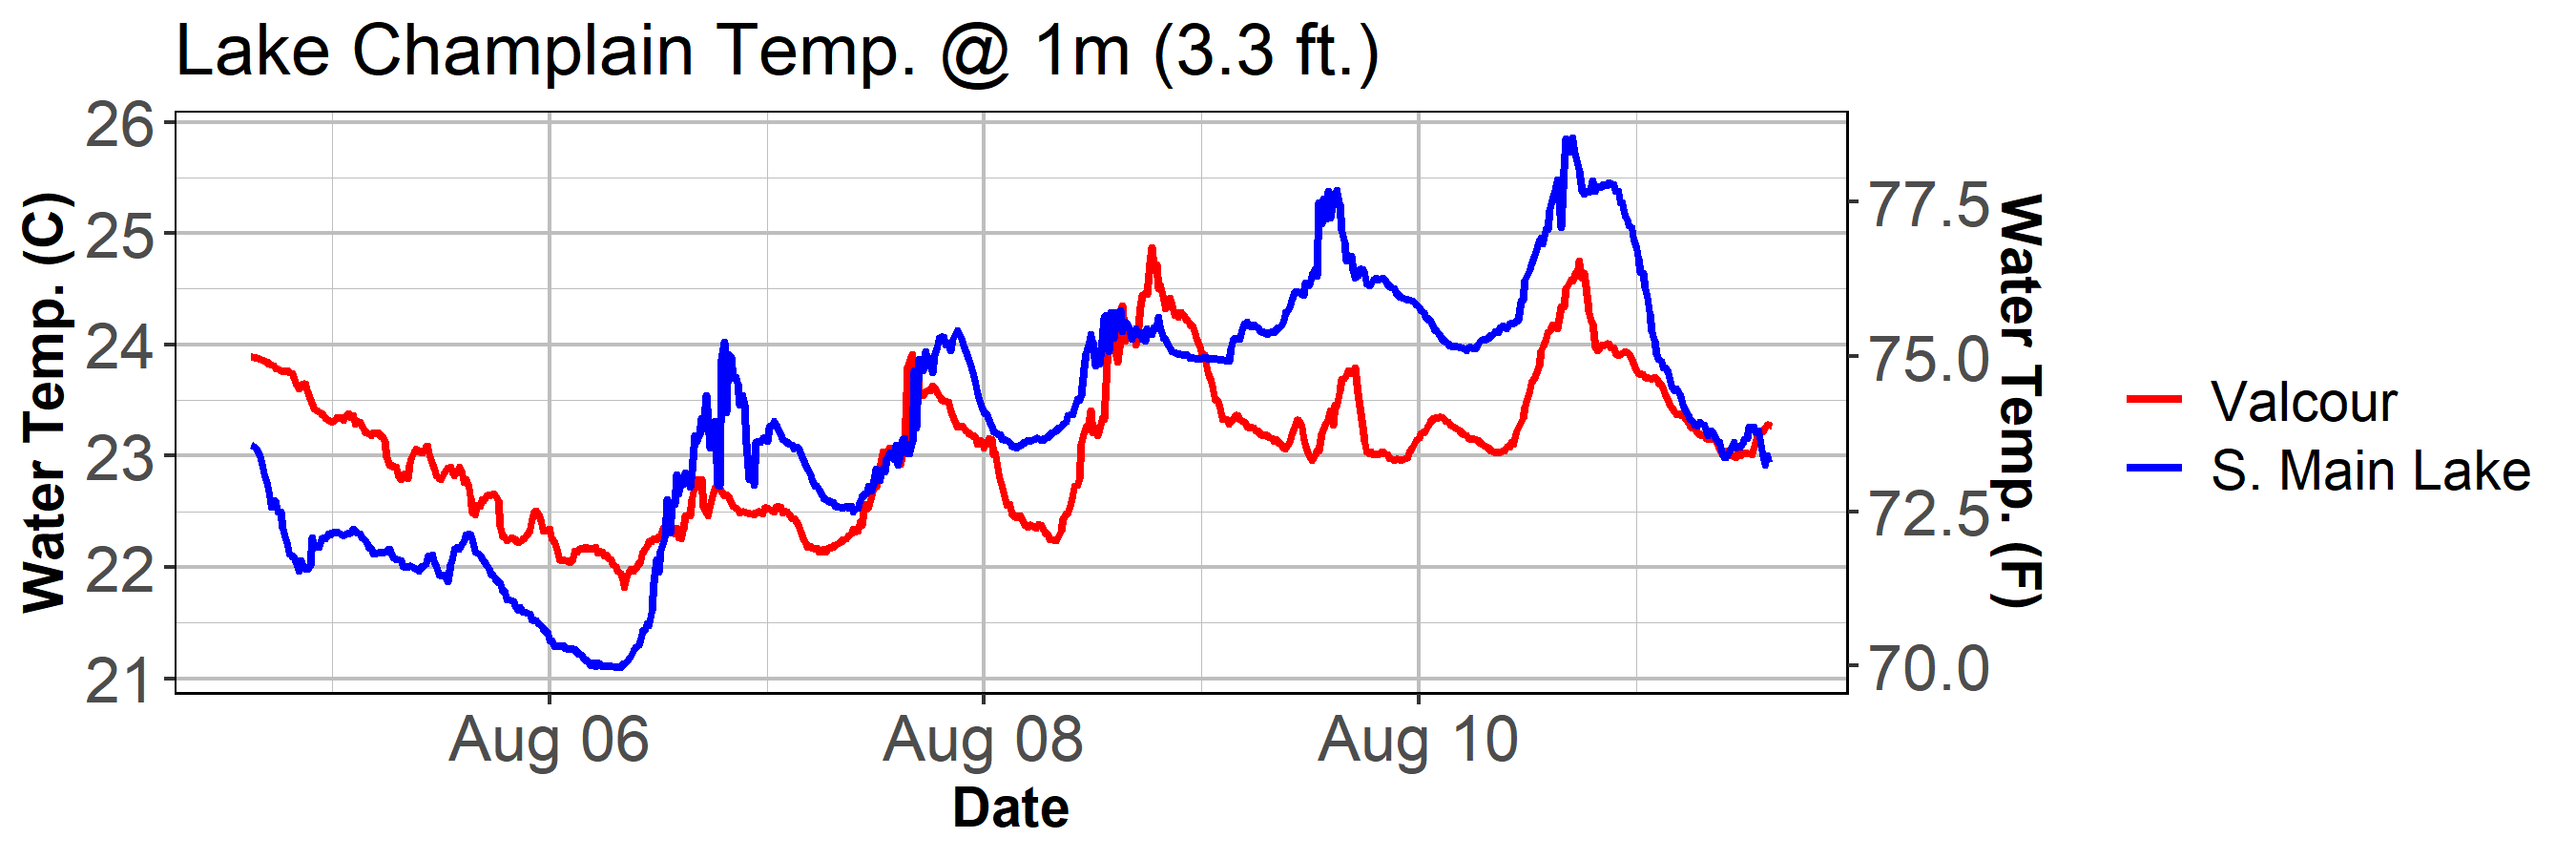 Lake Champlain Temp. @ 1m (3.3 ft.)
Water Temp. (C)
26
25
24
23
22
21
77.5
75.0
72.5
70.0
Water Temp. (F)
Aug 06
Aug 08
Aug 10
Date
Valcour
S. Main Lake